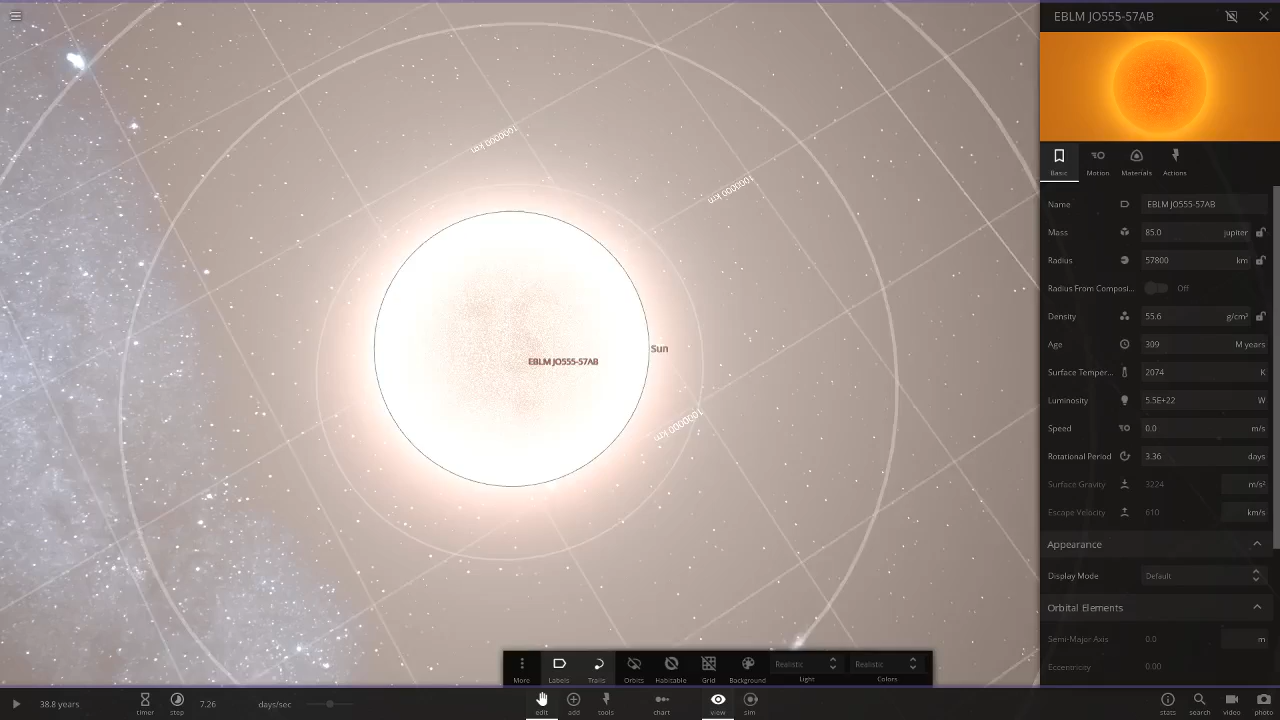 EBLM JO555-57AB
1000000 km
1000000 km
Sun
EBLM JO555-57AB
1000000 km
Basic
Motion
Materials
Actions
Name EBLM JO555-57AB
Mass 85.0 jupiter
Radius 57800 km
Radius From Composi... Off
Density 55.6 g/cm³
Age 309 M years
Surface Temper... 2074 K
Luminosity 5.5E+22 W
Speed 0.0 m/s
Rotational Period 3.36 days
Surface Gravity 3224 m/s²
Escape Velocity 610 km/s
Appearance
Display Mode Default
Orbital Elements
Semi-Major Axis 0.0 m
Eccentricity 0.00
Realistic Realistic
More Labels Trails Orbits Habitable Grid Background Light Colors
38.8 years
7.26 days/sec
timer step edit add tools chart view sim stats search video photo